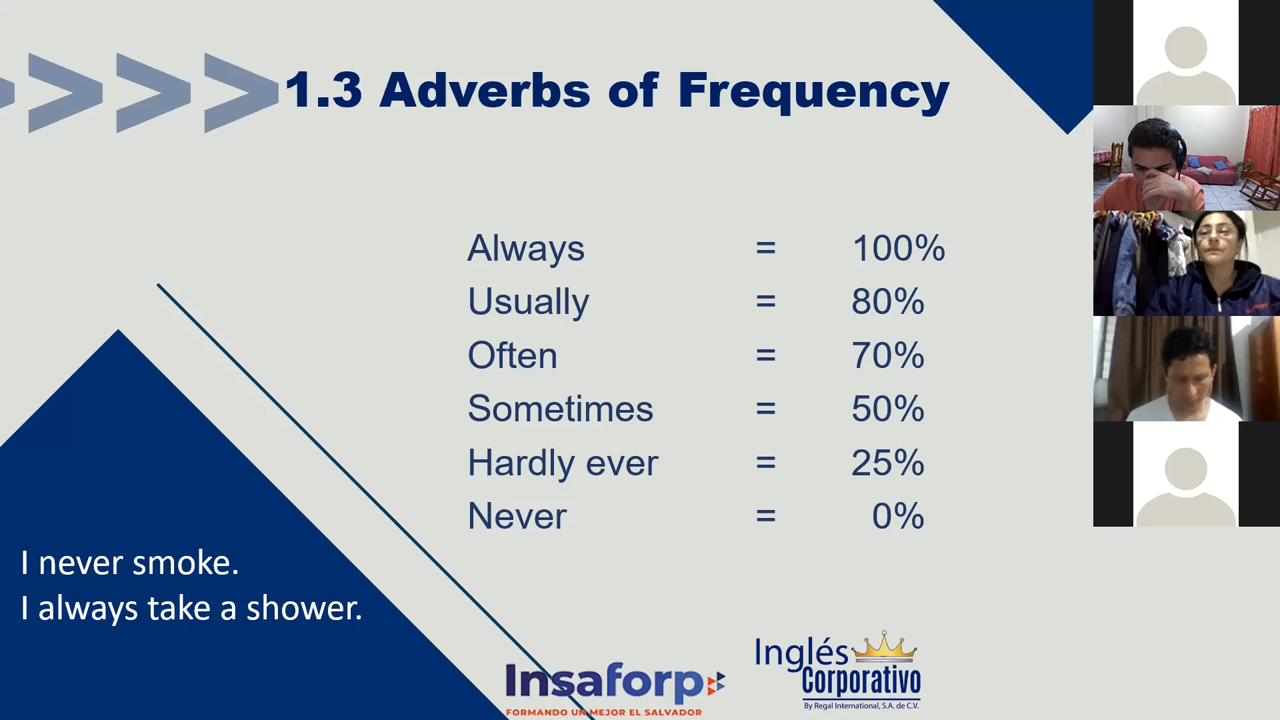 1.3 Adverbs of Frequency
Always = 100%
Usually = 80%
Often = 70%
Sometimes = 50%
Hardly ever = 25%
Never = 0%
I never smoke.
I always take a shower.
Insaforp
FORMANDO UN MEJOR EL SALVADOR
Inglés
Corporativo
By Regal International, S.A. de C.V.